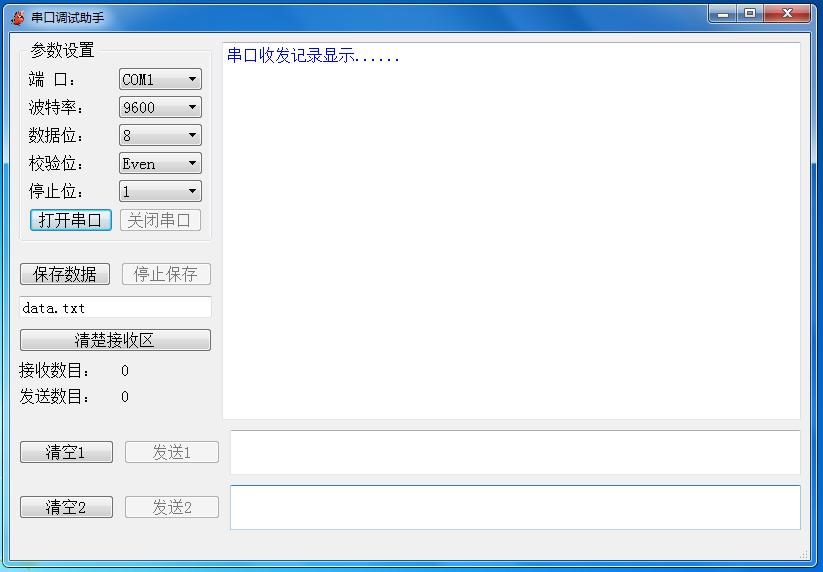 串口调试助手
参数设置
端 口:
COM1
波特率:
9600
数据位:
8
校验位:
Even
停止位:
1
打开串口
关闭串口
保存数据
停止保存
data.txt
清楚接收区
接收数目: 0
发送数目: 0
串口收发记录显示......
清空1
发送1
清空2
发送2